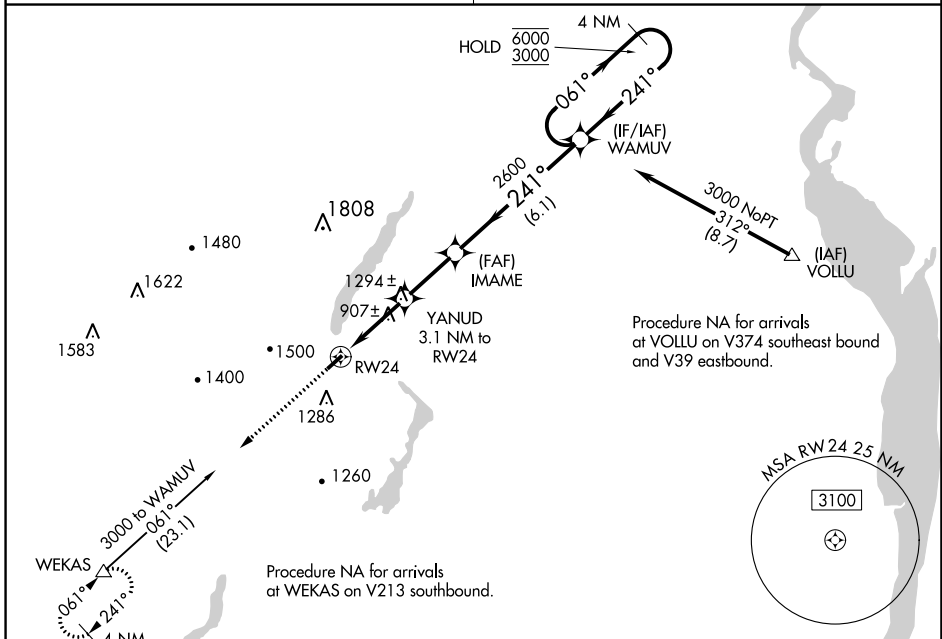 4 NM
HOLD
6000
3000
061°
241°
(IF/IAF)
WAMUV
2600
241°
(6.1)
3000 NoPT
312°
(8.7)
(IAF)
VOLLU
1808
1480
1622
1583
(FAF)
IMAME
1294±
907±
YANUD
3.1 NM to
RW24
1500
RW24
1400
1286
1260
Procedure NA for arrivals
at VOLLU on V374 southeast bound
and V39 eastbound.
MSA RW24 25 NM
3100
3000 to WAMUV
061°
(23.1)
WEKAS
061°
241°
4 NM
Procedure NA for arrivals
at WEKAS on V213 southbound.